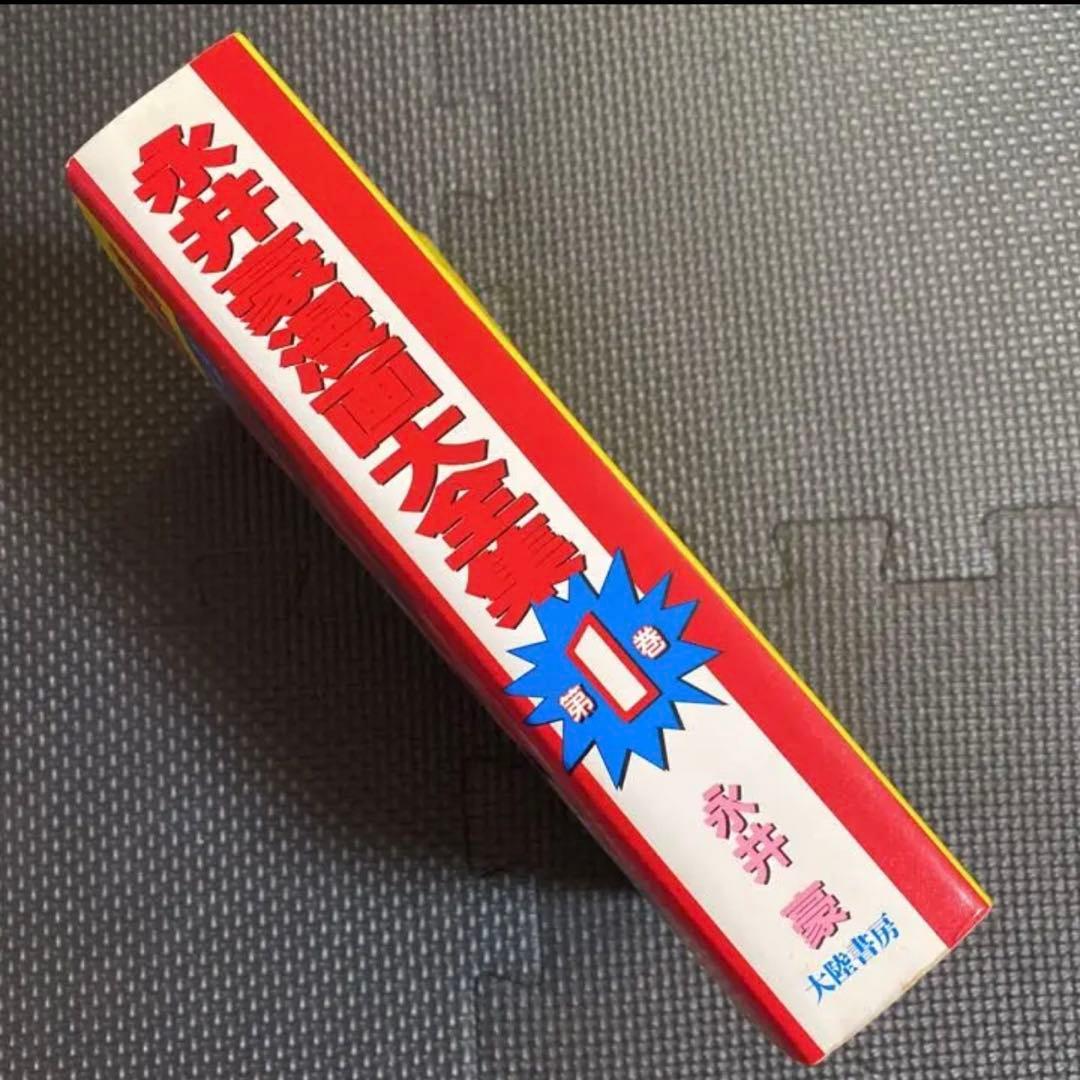 永井豪漫画大全集
第1巻
永井 豪
大陸書房